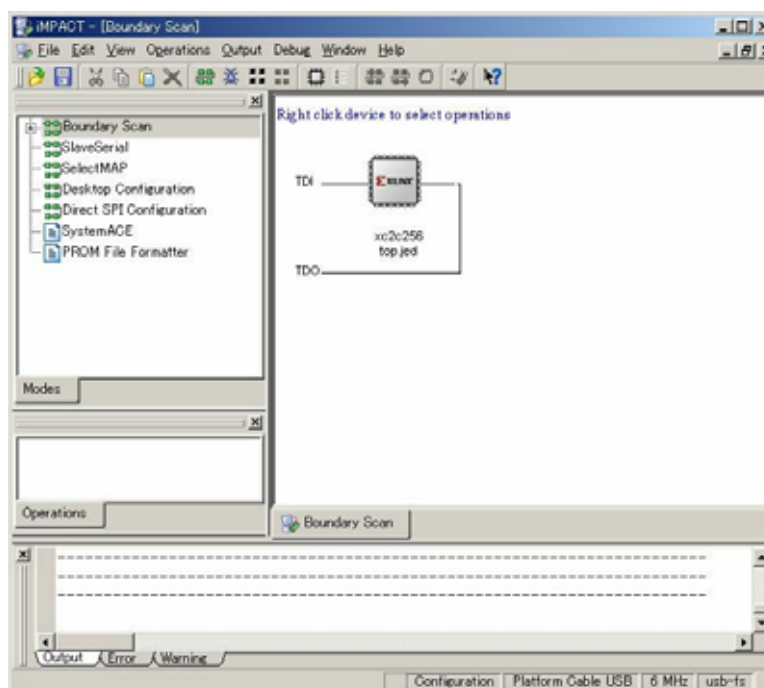 iMPACT - [Boundary Scan]
File Edit View Operations Output Debug Window Help
Boundary Scan
SlaveSerial
SelectMAP
Desktop Configuration
Direct SPI Configuration
SystemACE
PROM File Formatter
Modes
Operations
Right click device to select operations
TDI
XILINX
xc2c256
top.jed
TDO
Boundary Scan
Output Error Warning
Configuration Platform Cable USB 6 MHz usb-fs